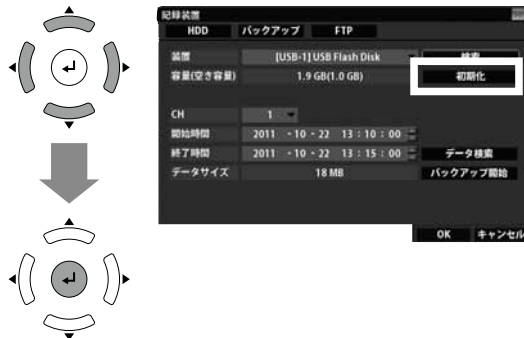 記録装置
HDD バックアップ FTP
装置 [USB-1] USB Flash Disk 検索
容量(空き容量) 1.9 GB(1.0 GB) 初期化
CH 1
開始時間 2011 - 10 - 22 13 : 10 : 00
終了時間 2011 - 10 - 22 13 : 15 : 00 データ検索
データサイズ 18 MB バックアップ開始
OK キャンセル